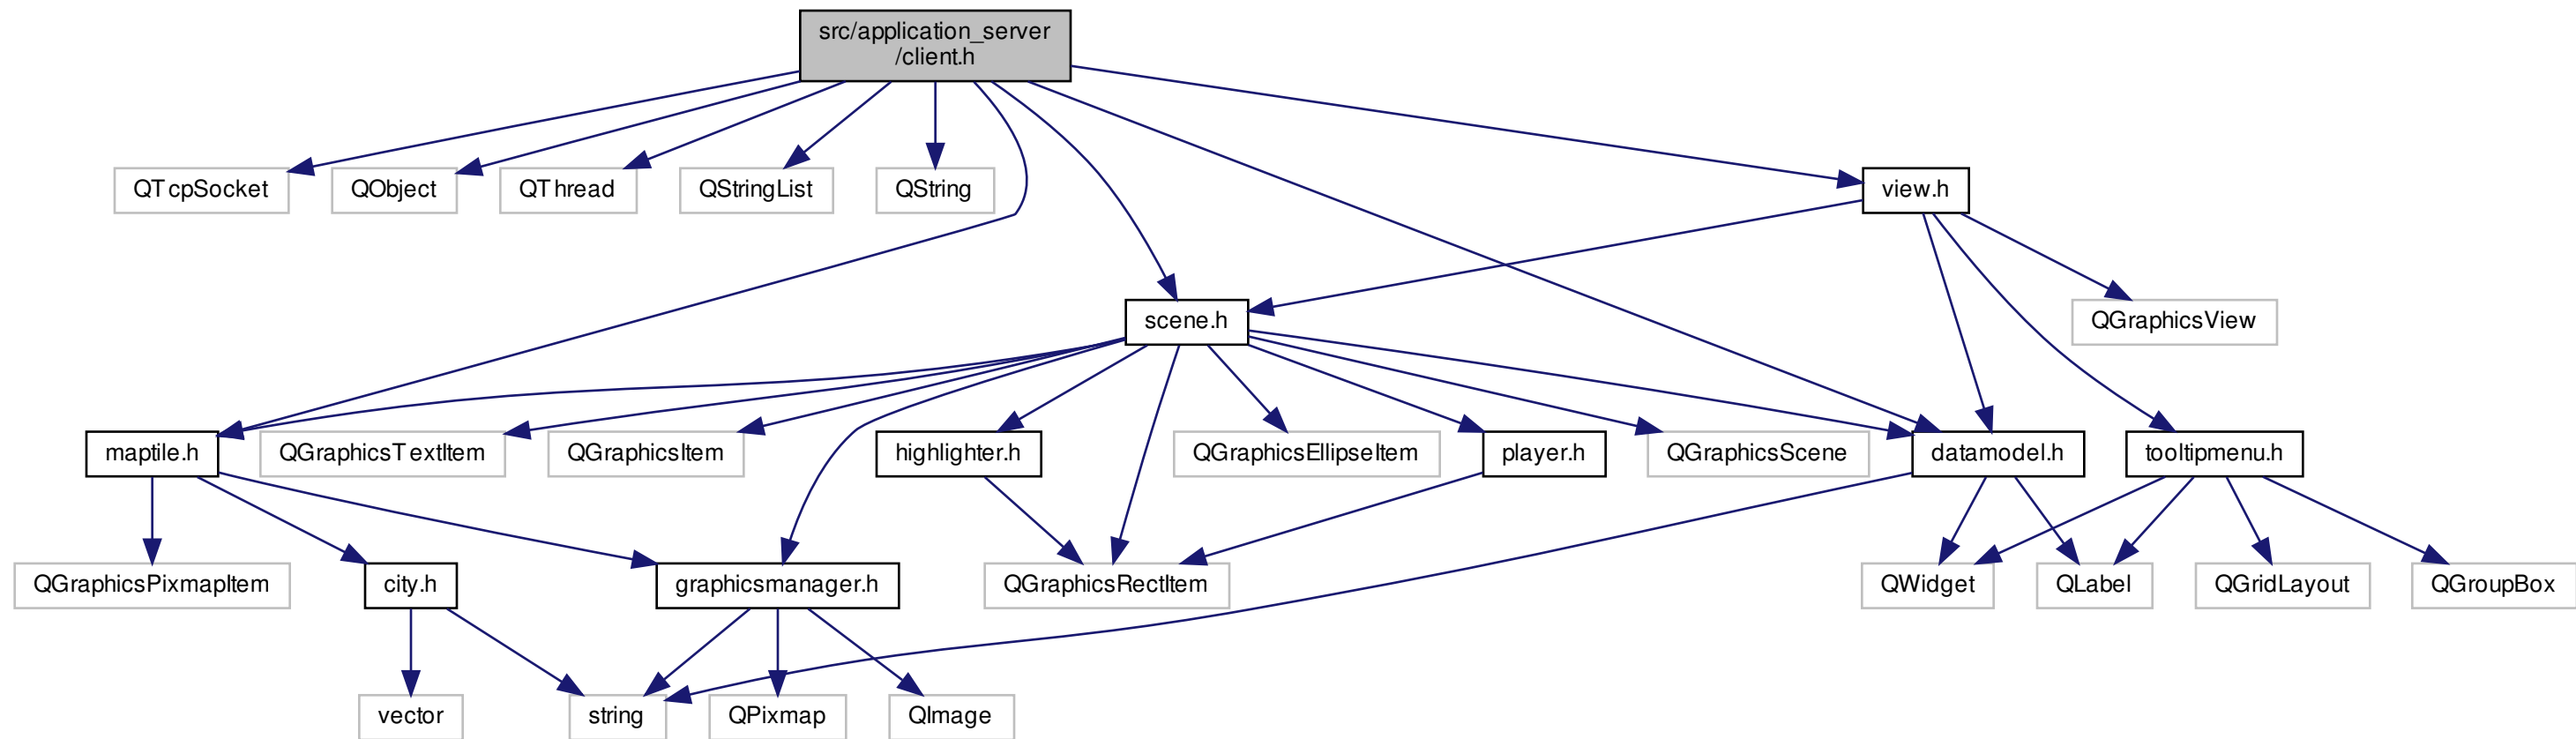 src/application_server
/client.h
QTcpSocket
QObject
QThread
QStringList
QString
view.h
scene.h
QGraphicsView
maptile.h
QGraphicsTextItem
QGraphicsItem
highlighter.h
QGraphicsEllipseItem
player.h
QGraphicsScene
datamodel.h
tooltipmenu.h
QGraphicsPixmapItem
city.h
graphicsmanager.h
QGraphicsRectItem
QWidget
QLabel
QGridLayout
QGroupBox
vector
string
QPixmap
QImage